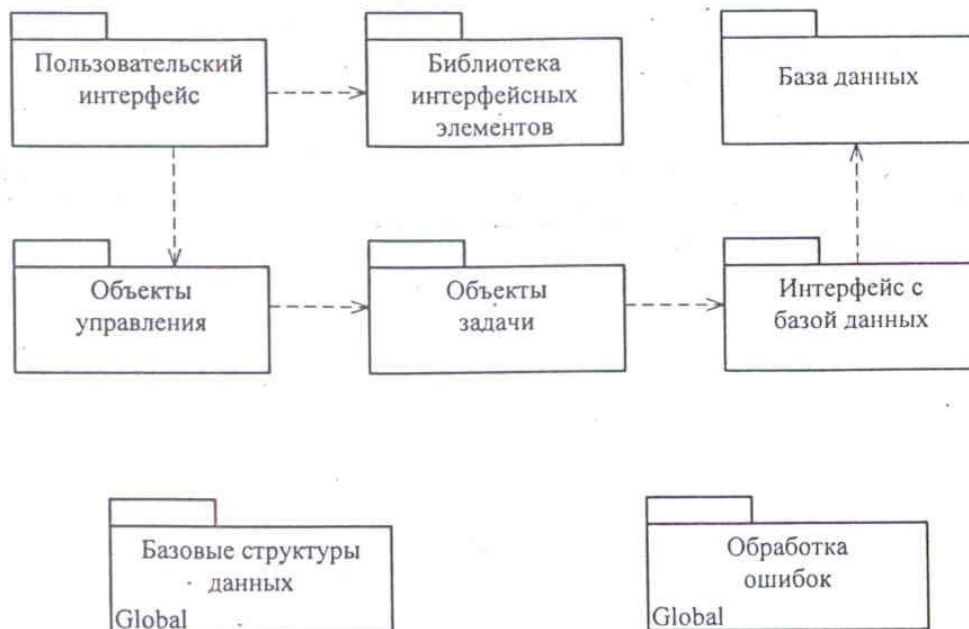 Пользовательский
интерфейс
Библиотека
интерфейсных
элементов
База данных
Объекты
управления
Объекты
задачи
Интерфейс с
базой данных
Базовые структуры
данных
Global
Обработка
ошибок
Global